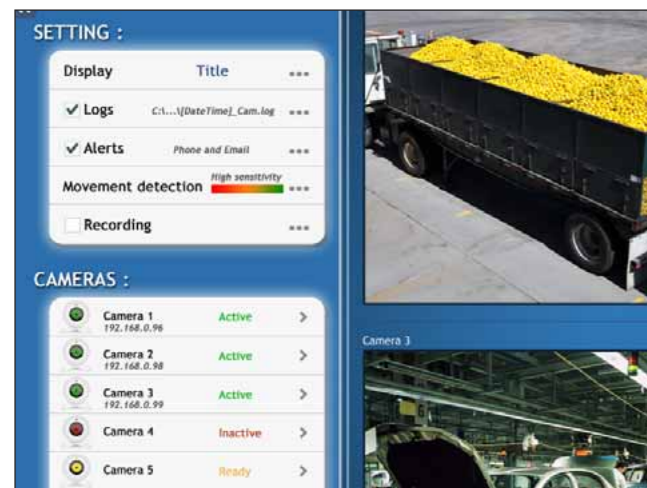 SETTING :
Display Title
Logs C:\...\[DateTime]_Cam.log
Alerts Phone and Email
High sensitivity
Movement detection
Recording
CAMERAS :
Camera 1 Active
192.168.0.96
Camera 2 Active
192.168.0.98
Camera 3 Active
192.168.0.99
Camera 4 Inactive
Camera 5 Ready
Camera 3